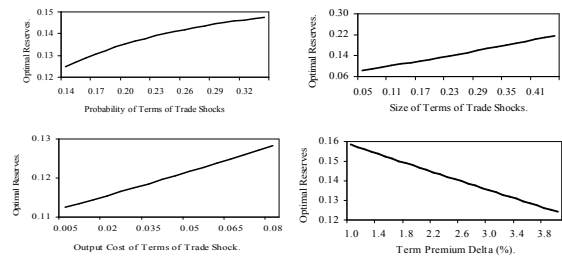 Optimal Reserves.
0.15
0.14
0.13
0.12
0.14 0.17 0.20 0.23 0.26 0.29 0.32
Probability of Terms of Trade Shocks
Optimal Reserves.
0.30
0.22
0.14
0.06
0.05 0.11 0.17 0.23 0.29 0.35 0.41
Size of Terms of Trade Shocks.
Optimal Reserves.
0.13
0.12
0.11
0.005 0.02 0.035 0.05 0.065 0.08
Output Cost of Terms of Trade Shock.
Optimal Reserves.
0.16
0.15
0.14
0.13
0.12
1.0 1.4 1.8 2.2 2.6 3.0 3.4 3.8
Term Premium Delta (%).